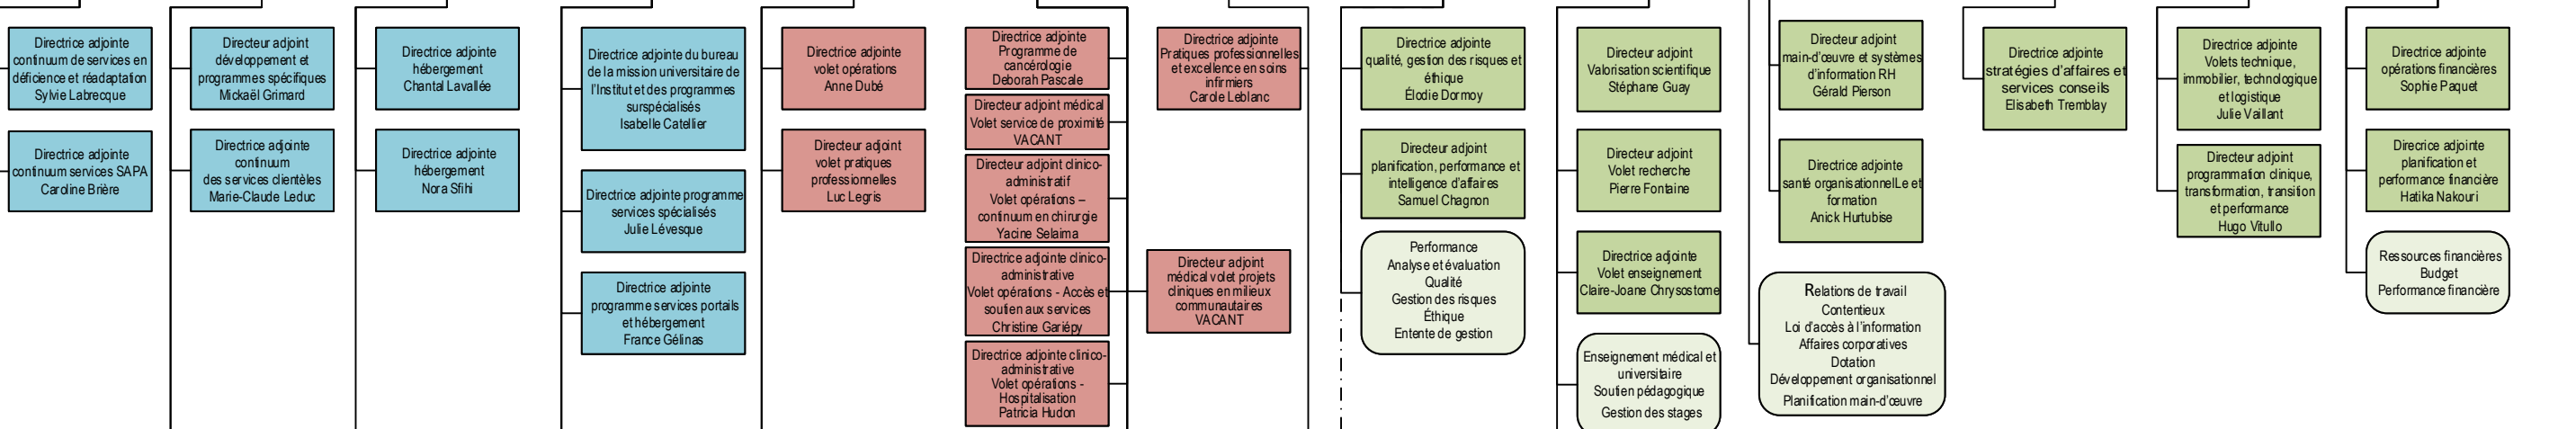 Directrice adjointe
continuum de services en
déficience et réadaptation
Sylvie Labrecque
Directrice adjointe
continuum services SAPA
Caroline Brière
Directeur adjoint
développement et
programmes spécifiques
Mickaël Grimard
Directrice adjointe
continuum
des services clientèles
Marie-Claude Leduc
Directrice adjointe
hébergement
Chantal Lavallée
Directrice adjointe
hébergement
Nora Sfihi
Directrice adjointe du bureau
de la mission universitaire de
l'Institut et des programmes
surspécialisés
Isabelle Catellier
Directrice adjointe programme
services spécialisés
Julie Lévesque
Directrice adjointe
programme services portails
et hébergement
France Gélinas
Directrice adjointe
volet opérations
Anne Dubé
Directeur adjoint
volet pratiques
professionnelles
Luc Legris
Directrice adjointe
Programme de
cancérologie
Deborah Pascale
Directeur adjoint médical
Volet service de proximité
VACANT
Directeur adjoint clinico-
administratif
Volet opérations –
continuum en chirurgie
Yacine Selaima
Directrice adjointe clinico-
administrative
Volet opérations - Accès et
soutien aux services
Christine Gariépy
Directrice adjointe clinico-
administrative
Volet opérations -
Hospitalisation
Patricia Hudon
Directrice adjointe
Pratiques professionnelles
et excellence en soins
infirmiers
Carole Leblanc
Directeur adjoint
médical volet projets
cliniques en milieux
communautaires
VACANT
Directrice adjointe
qualité, gestion des risques et
éthique
Élodie Dormoy
Directeur adjoint
planification, performance et
intelligence d'affaires
Samuel Chagnon
Performance
Analyse et évaluation
Qualité
Gestion des risques
Éthique
Entente de gestion
Directeur adjoint
Valorisation scientifique
Stéphane Guay
Directeur adjoint
Volet recherche
Pierre Fontaine
Directrice adjointe
Volet enseignement
Claire-Joane Chrysostome
Enseignement médical et
universitaire
Soutien pédagogique
Gestion des stages
Directeur adjoint
main-d'œuvre et systèmes
d'information RH
Gérald Pierson
Directrice adjointe
santé organisationnelLe et
formation
Anick Hurtubise
Relations de travail
Contentieux
Loi d'accès à l'information
Affaires corporatives
Dotation
Développement organisationnel
Planification main-d'œuvre
Directrice adjointe
stratégies d'affaires et
services conseils
Elisabeth Tremblay
Directrice adjointe
Volets technique,
immobilier, technologique
et logistique
Julie Vaillant
Directeur adjoint
programmation clinique,
transformation, transition
et performance
Hugo Vitullo
Directrice adjointe
opérations financières
Sophie Paquet
Direcrice adjointe
planification et
performance financière
Hatika Nakouri
Ressources financières
Budget
Performance financière